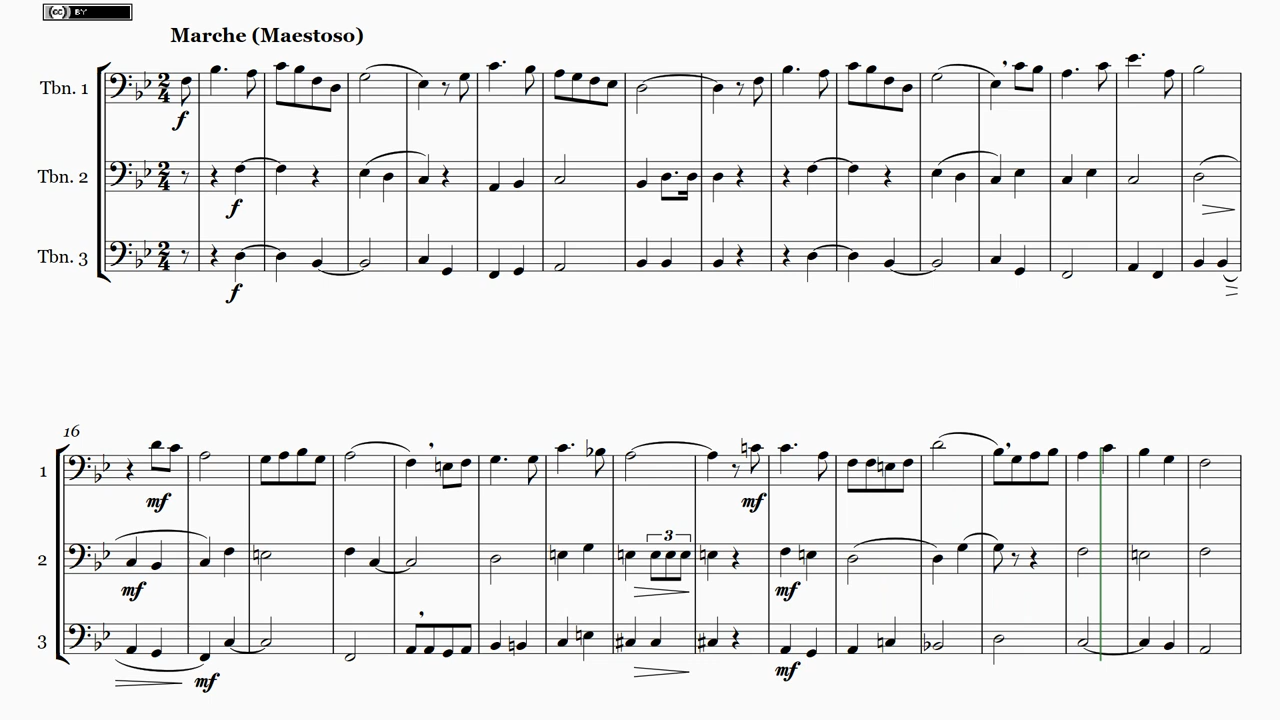 (cc) BY
Marche (Maestoso)
Tbn. 1
f
Tbn. 2
f
Tbn. 3
f
16
1
mf
mf
2
3
mf
mf
3
mf
mf